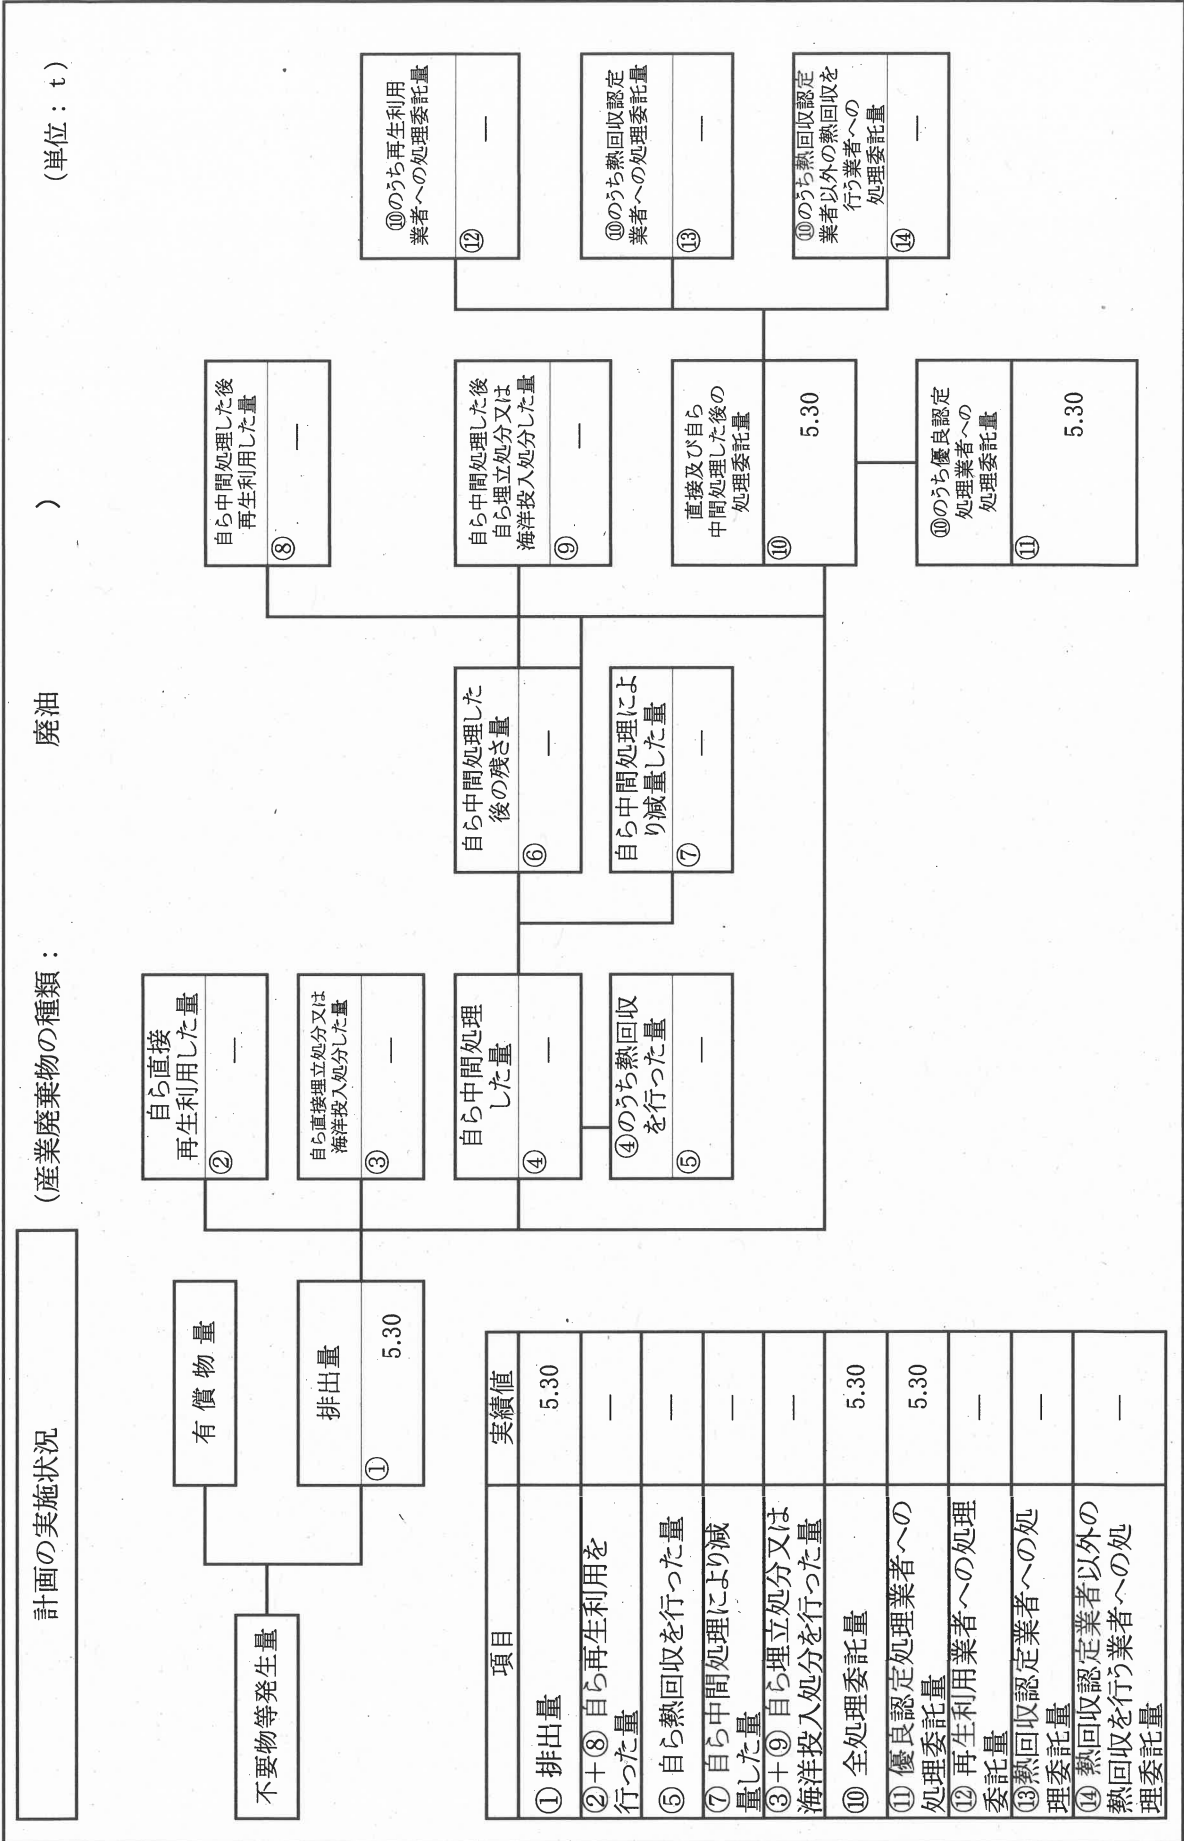 計画の実施状況
(産業廃棄物の種類： 廃油 )
(単位：t)
不要物等発生量
有償物量
排出量
①
5.30
自ら直接
再生利用した量
②
―
自ら直接埋立処分又は
海洋投入処分した量
③
―
自ら中間処理
した量
④
―
④のうち熱回収
を行った量
⑤
―
自ら中間処理した
後の残さ量
⑥
―
自ら中間処理によ
り減量した量
⑦
―
自ら中間処理した後
再生利用した量
⑧
―
自ら中間処理した後
自ら埋立処分又は
海洋投入処分した量
⑨
―
直接及び自ら
中間処理した後の
処理委託量
⑩
5.30
⑩のうち優良認定
処理業者への
処理委託量
⑪
5.30
⑩のうち再生利用
業者への処理委託量
⑫
―
⑩のうち熱回収認定
業者への処理委託量
⑬
―
⑩のうち熱回収認定
業者以外の熱回収を
行う業者への
処理委託量
⑭
―
項目 実績値
①排出量 5.30
②＋⑧ 自ら再生利用を
行った量 ―
⑤ 自ら熱回収を行った量 ―
⑦ 自ら中間処理により減
量した量 ―
③＋⑨ 自ら埋立処分又は
海洋投入処分を行った量 ―
⑩ 全処理委託量 5.30
⑪ 優良認定処理業者への
処理委託量 5.30
⑫ 再生利用業者への処理
委託量 ―
⑬熱回収認定業者への処
理委託量 ―
⑭ 熱回収認定業者以外の
熱回収を行う業者への処
理委託量 ―